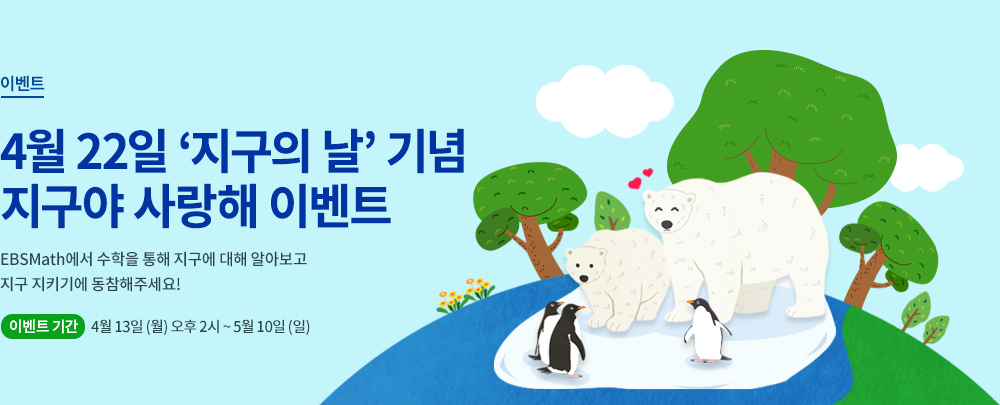 이벤트
4월 22일 ‘지구의 날’ 기념
지구야 사랑해 이벤트
EBSMath에서 수학을 통해 지구에 대해 알아보고
지구 지키기에 동참해주세요!
이벤트 기간 4월 13일 (월) 오후 2시 ~ 5월 10일 (일)